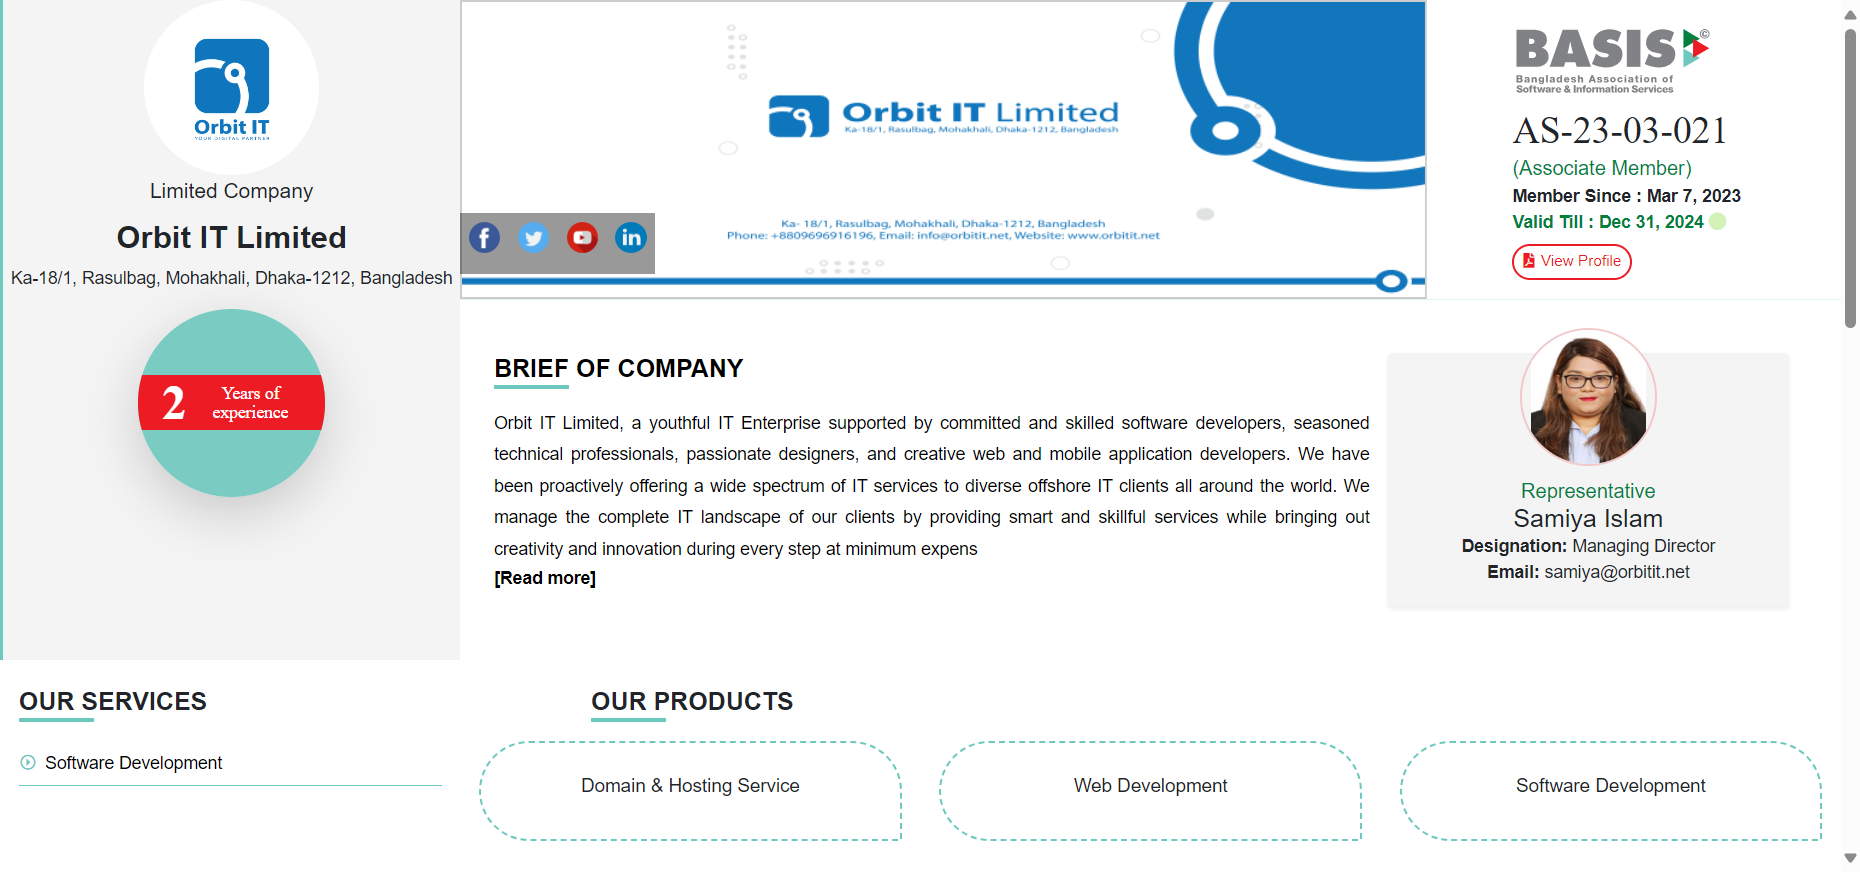 Orbit IT
YOUR DIGITAL PARTNER
Limited Company
Orbit IT Limited
Ka-18/1, Rasulbag, Mohakhali, Dhaka-1212, Bangladesh
2
Years of
experience
Orbit IT Limited
Ka-18/1, Rasulbag, Mohakhali, Dhaka-1212, Bangladesh
Ka- 18/1, Rasulbag, Mohakhali, Dhaka-1212, Bangladesh
Phone: +8809696916196, Email: info@orbitit.net, Website: www.orbitit.net
BASIS ©
Bangladesh Association of
Software & Information Services
AS-23-03-021
(Associate Member)
Member Since : Mar 7, 2023
Valid Till : Dec 31, 2024
View Profile
BRIEF OF COMPANY
Orbit IT Limited, a youthful IT Enterprise supported by committed and skilled software developers, seasoned
technical professionals, passionate designers, and creative web and mobile application developers. We have
been proactively offering a wide spectrum of IT services to diverse offshore IT clients all around the world. We
manage the complete IT landscape of our clients by providing smart and skillful services while bringing out
creativity and innovation during every step at minimum expens
[Read more]
Representative
Samiya Islam
Designation: Managing Director
Email: samiya@orbitit.net
OUR SERVICES
Software Development
OUR PRODUCTS
Domain & Hosting Service
Web Development
Software Development